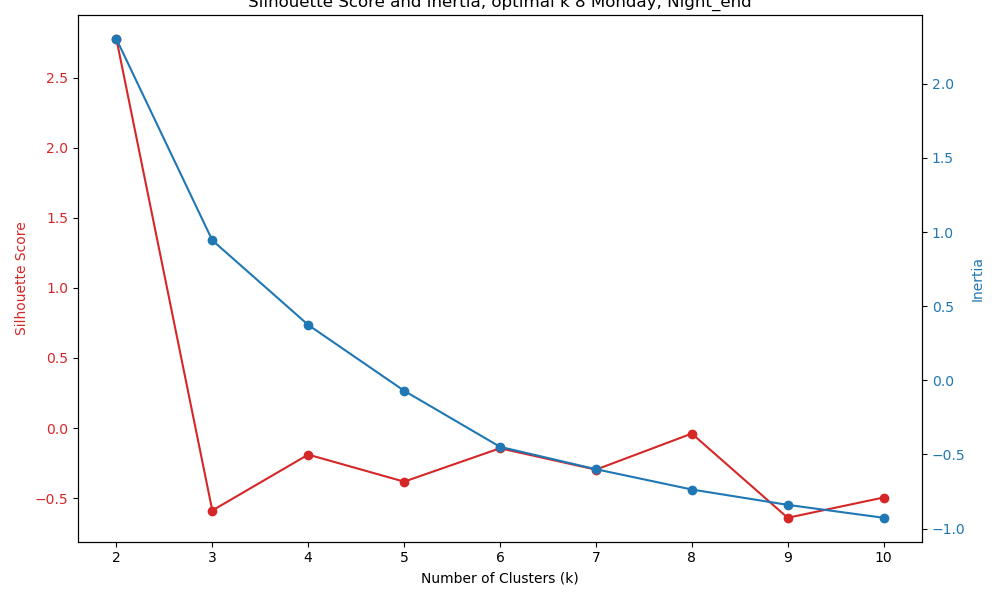 Silhouette Score and Inertia, optimal k 8 Monday, Night_end
2.5
2.0
1.5
1.0
0.5
0.0
−0.5
Silhouette Score
2.0
1.5
1.0
0.5
0.0
−0.5
−1.0
Inertia
2 3 4 5 6 7 8 9 10
Number of Clusters (k)